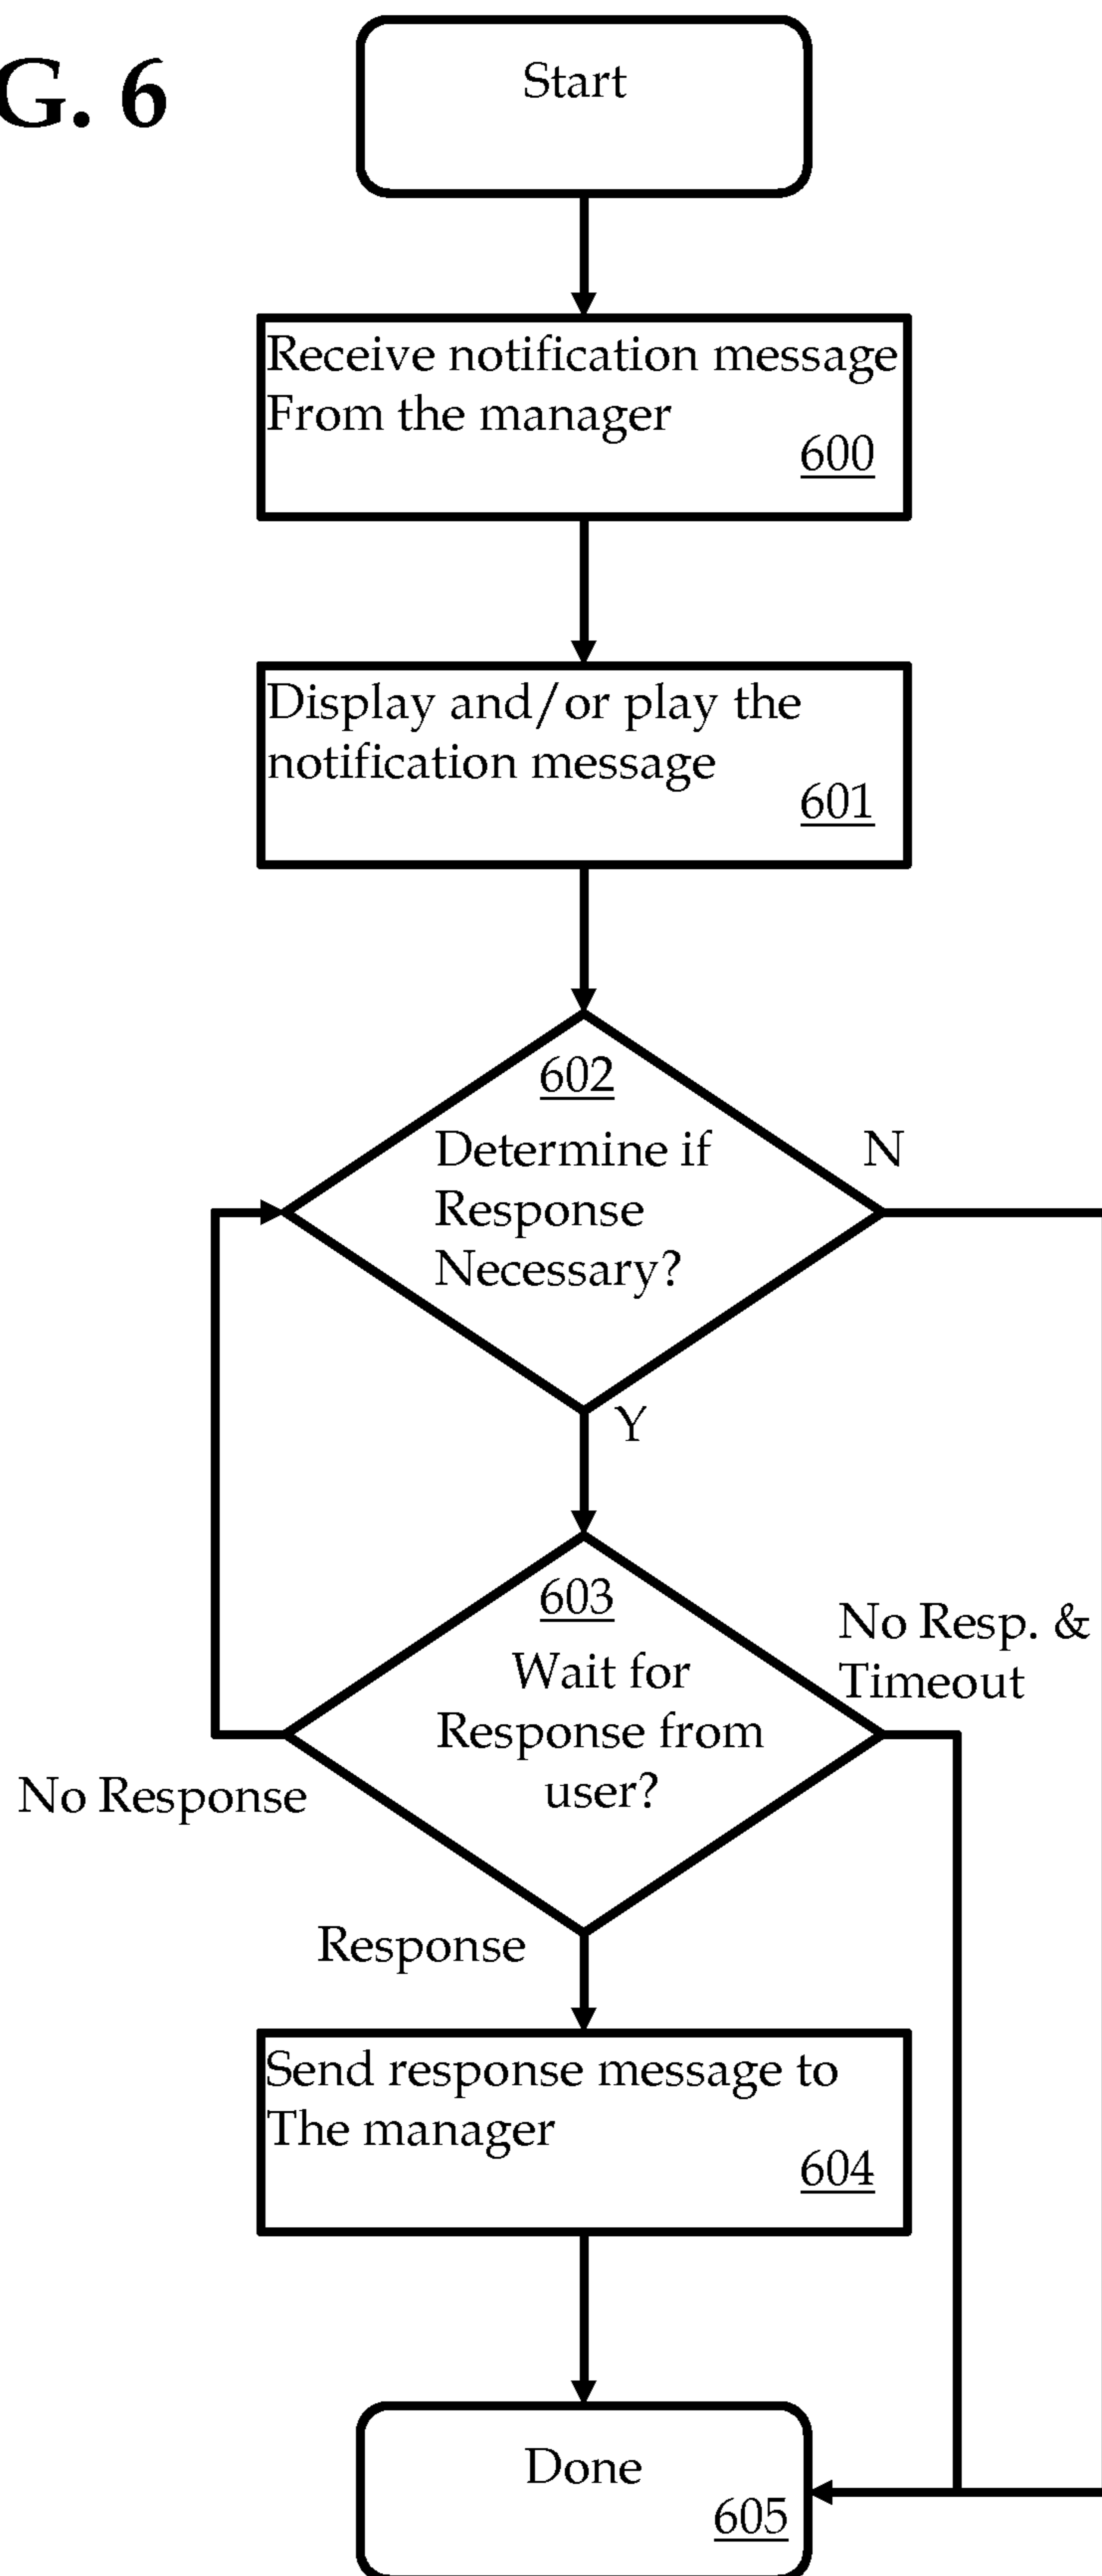 G. 6
Start
Receive notification message
From the manager
600
Display and/or play the
notification message
601
602
Determine if
Response
Necessary?
N
Y
603
Wait for
Response from
user?
No Resp. &
Timeout
No Response
Response
Send response message to
The manager
604
Done
605